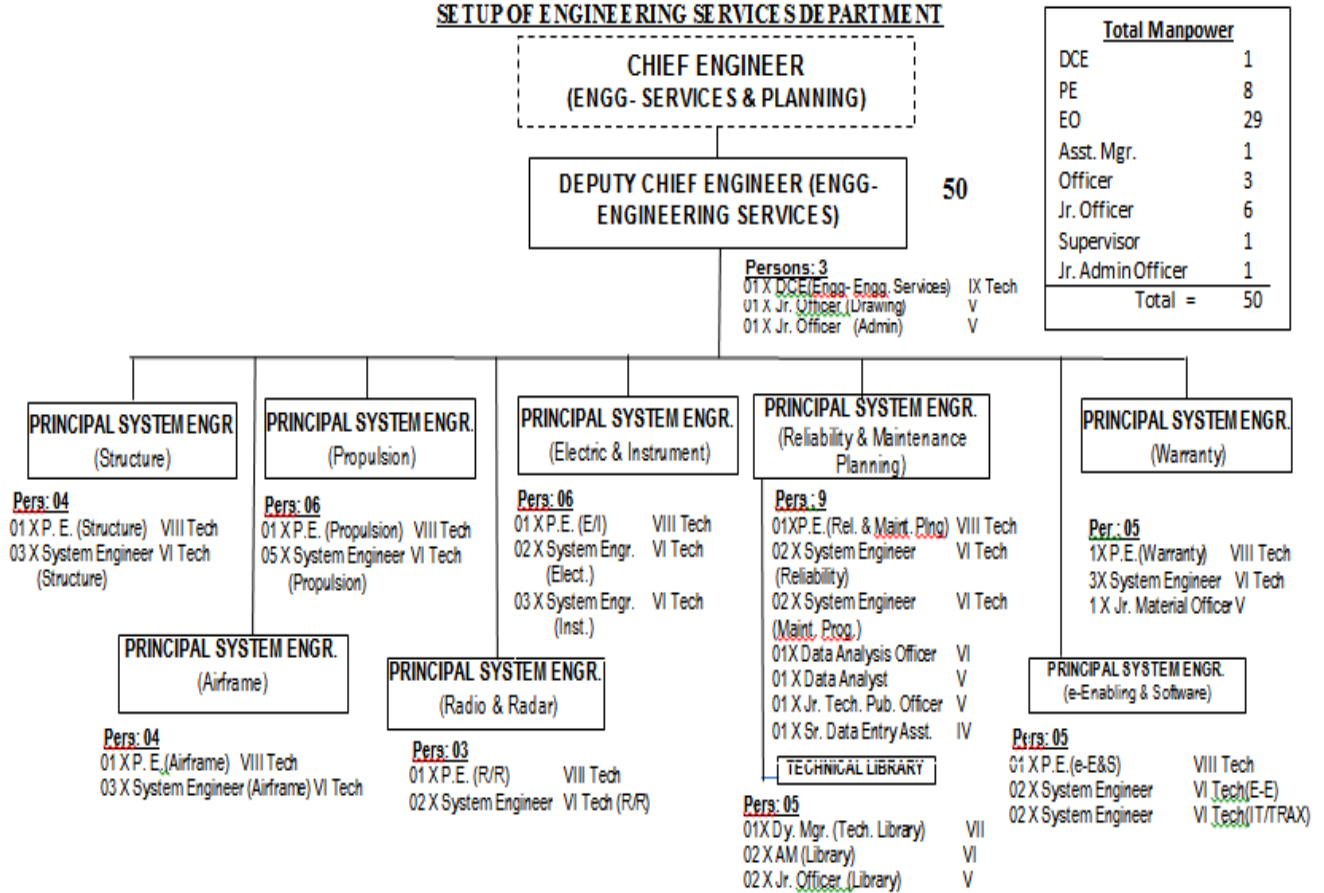 SETUP OF ENGINEERING SERVICES DEPARTMENT
CHIEF ENGINEER
(ENGG- SERVICES & PLANNING)
DEPUTY CHIEF ENGINEER (ENGG-
ENGINEERING SERVICES)
50
Total Manpower
DCE 1
PE 8
EO 29
Asst. Mgr. 1
Officer 3
Jr. Officer 6
Supervisor 1
Jr. Admin Officer 1
Total = 50
Persons: 3
01 X DCE(Engg- Engg. Services) IX Tech
01 X Jr. Officer (Drawing) V
01 X Jr. Officer (Admin) V
PRINCIPAL SYSTEM ENGR
(Structure)
Pers: 04
01 X P. E. (Structure) VIII Tech
03 X System Engineer VI Tech
(Structure)
PRINCIPAL SYSTEM ENGR.
(Airframe)
Pers: 04
01 X P. E.(Airframe) VIII Tech
03 X System Engineer (Airframe) VI Tech
PRINCIPAL SYSTEM ENGR.
(Propulsion)
Pers: 06
01 X P.E. (Propulsion) VIII Tech
05 X System Engineer VI Tech
(Propulsion)
PRINCIPAL SYSTEM ENGR.
(Radio & Radar)
Pers: 03
01 X P.E. (R/R) VIII Tech
02 X System Engineer VI Tech (R/R)
PRINCIPAL SYSTEM ENGR.
(Electric & Instrument)
Pers: 06
01 X P.E. (E/I) VIII Tech
02 X System Engr. VI Tech
(Elect.)
03 X System Engr. VI Tech
(Inst.)
PRINCIPAL SYSTEM ENGR.
(Reliability & Maintenance
Planning)
Pers.; 9
01XP.E.(Rel. & Maint. Plng) VIII Tech
02 X System Engineer VI Tech
(Reliability)
02 X System Engineer VI Tech
(Maint. Prog.)
01X Data Analysis Officer VI
01 X Data Analyst V
01 X Jr. Tech. Pub. Officer V
01 X Sr. Data Entry Asst. IV
TECHNICAL LIBRARY
Pers: 05
01X Dy. Mgr. (Tech. Library) VII
02 X AM (Library) VI
02 X Jr. Officer (Library) V
PRINCIPAL SYSTEM ENGR.
(e-Enabling & Software)
Pers: 05
01 X P.E.(e-E&S) VIII Tech
02 X System Engineer VI Tech(E-E)
02 X System Engineer VI Tech(IT/TRAX)
PRINCIPAL SYSTEM ENGR.
(Warranty)
Per.: 05
1X P.E.(Warranty) VIII Tech
3X System Engineer VI Tech
1 X Jr. Material Officer V